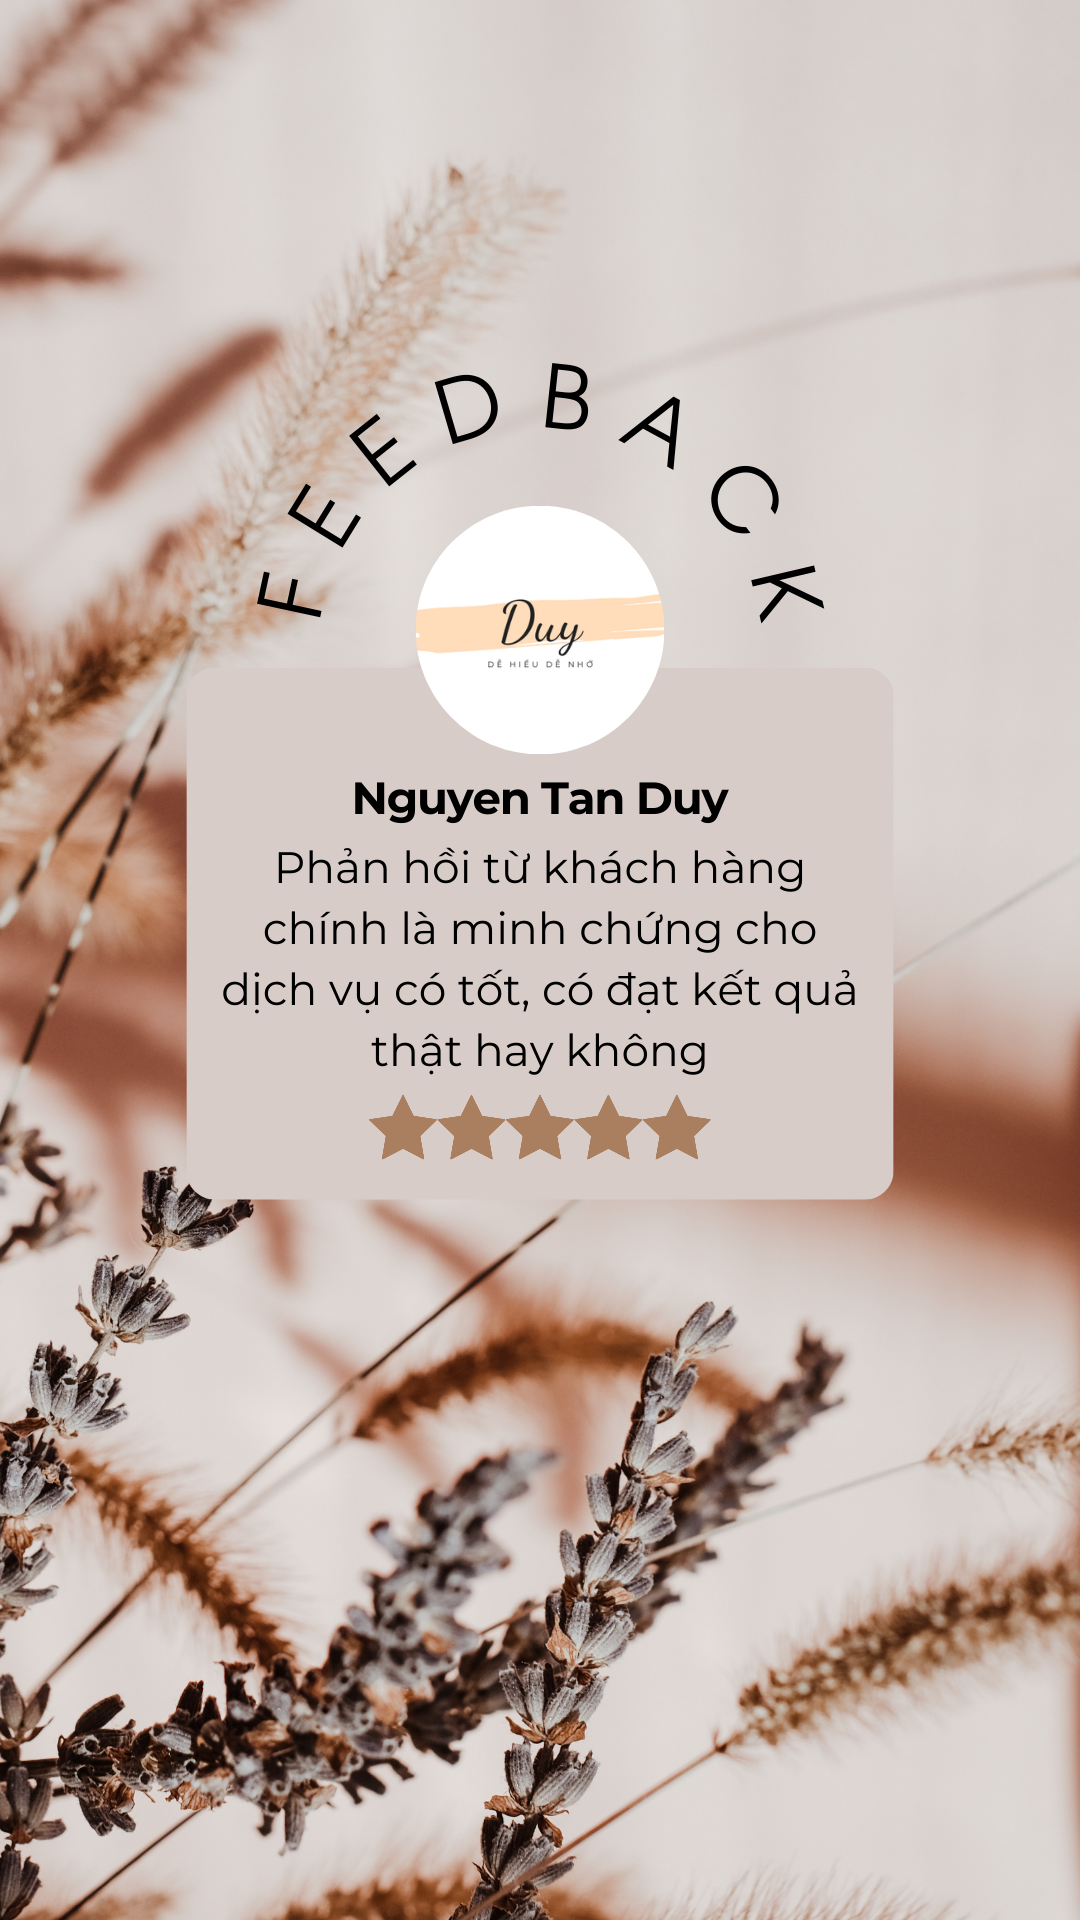 FEEDBACK
Duy
DỄ HIỂU DỄ NHỚ
Nguyen Tan Duy
Phản hồi từ khách hàng
chính là minh chứng cho
dịch vụ có tốt, có đạt kết quả
thật hay không